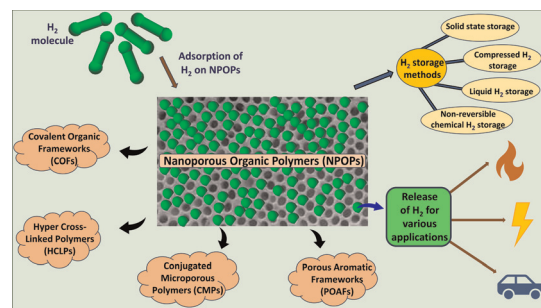 H₂
molecule
Adsorption of
H₂ on NPOPs
H₂ storage
methods
Solid state
storage
Compressed H₂
storage
Liquid H₂ storage
Non-reversible
chemical H₂ storage
Nanoporous Organic Polymers (NPOPs)
Covalent Organic
Frameworks
(COFs)
Hyper Cross-
Linked Polymers
(HCLPs)
Conjugated
Microporous
Polymers (CMPs)
Porous Aromatic
Frameworks
(POAFs)
Release
of H₂ for
various
applications